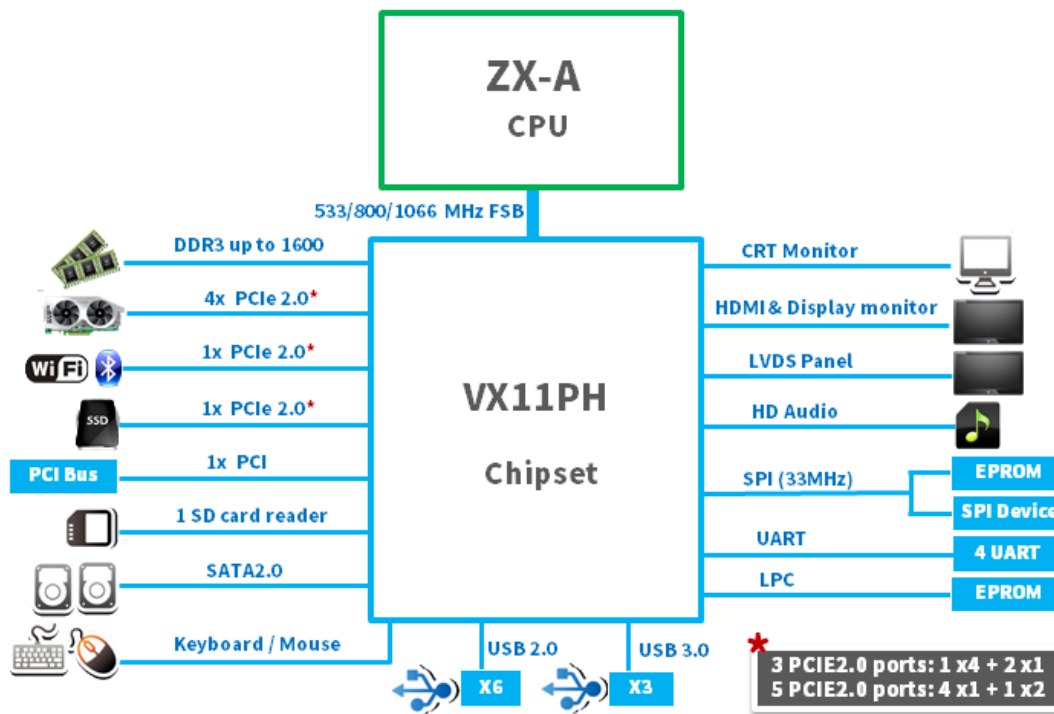 ZX-A
CPU
533/800/1066 MHz FSB
DDR3 up to 1600
4x PCIe 2.0*
WiFi
1x PCIe 2.0*
SSD
1x PCIe 2.0*
PCI Bus
1x PCI
1 SD card reader
SATA2.0
Keyboard / Mouse
VX11PH
Chipset
CRT Monitor
HDMI & Display monitor
LVDS Panel
HD Audio
SPI (33MHz)
EPROM
SPI Device
UART
4 UART
LPC
EPROM
USB 2.0
X6
USB 3.0
X3
*
3 PCIE2.0 ports: 1 x4 + 2 x1
5 PCIE2.0 ports: 4 x1 + 1 x2